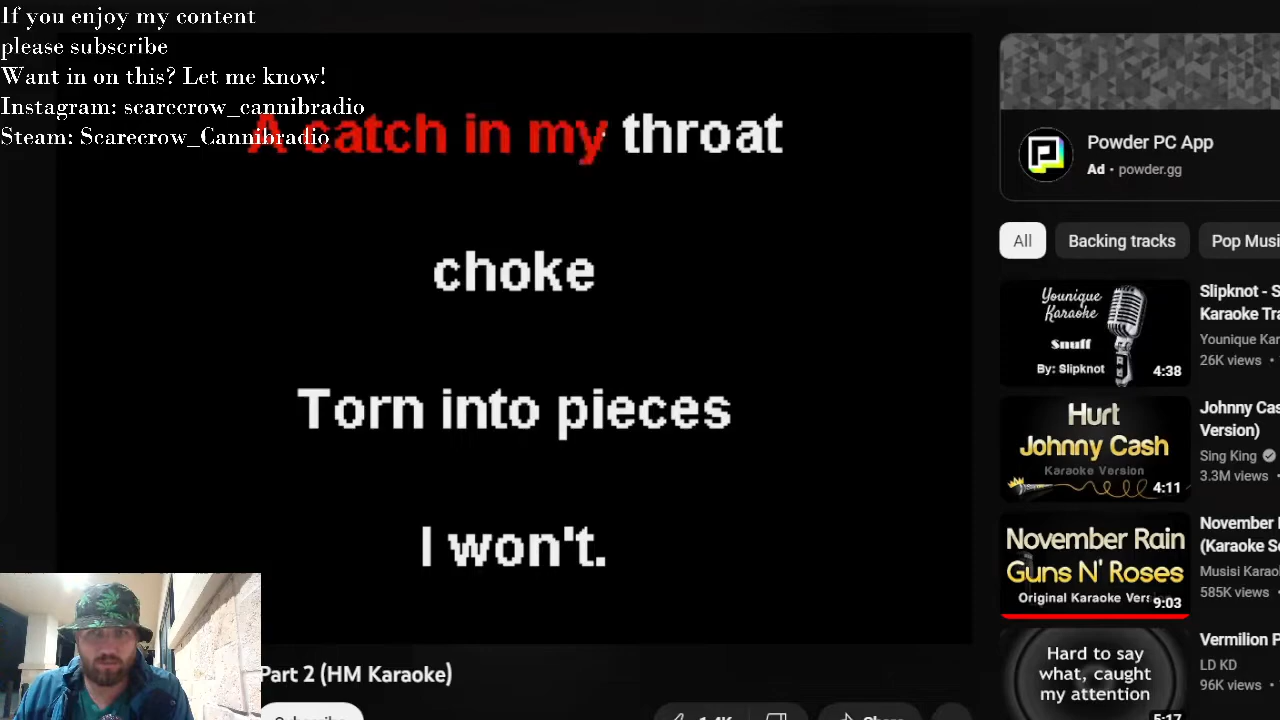 If you enjoy my content
please subscribe
Want in on this? Let me know!
Instagram: scareccrow_cannibradio
Steam: Scarecrow_Cannibradio
A catch in my throat
choke
Torn into pieces
I won't.
Part 2 (HM Karaoke)
Powder PC App
Ad • powder.gg
All
Backing tracks
Pop Musi
Younique
Karaoke
Snuff
By: Slipknot
4:38
Slipknot - S
Karaoke Tra
Younique Kar
26K views •
Hurt
Johnny Cash
Karaoke Version
4:11
Johnny Cas
Version)
Sing King
3.3M views •
November Rain
Guns N' Roses
Original Karaoke Vers
9:03
November
(Karaoke So
Musisi Karao
585K views •
Hard to say
what, caught
my attention
5:17
Vermilion P
LD KD
96K views •